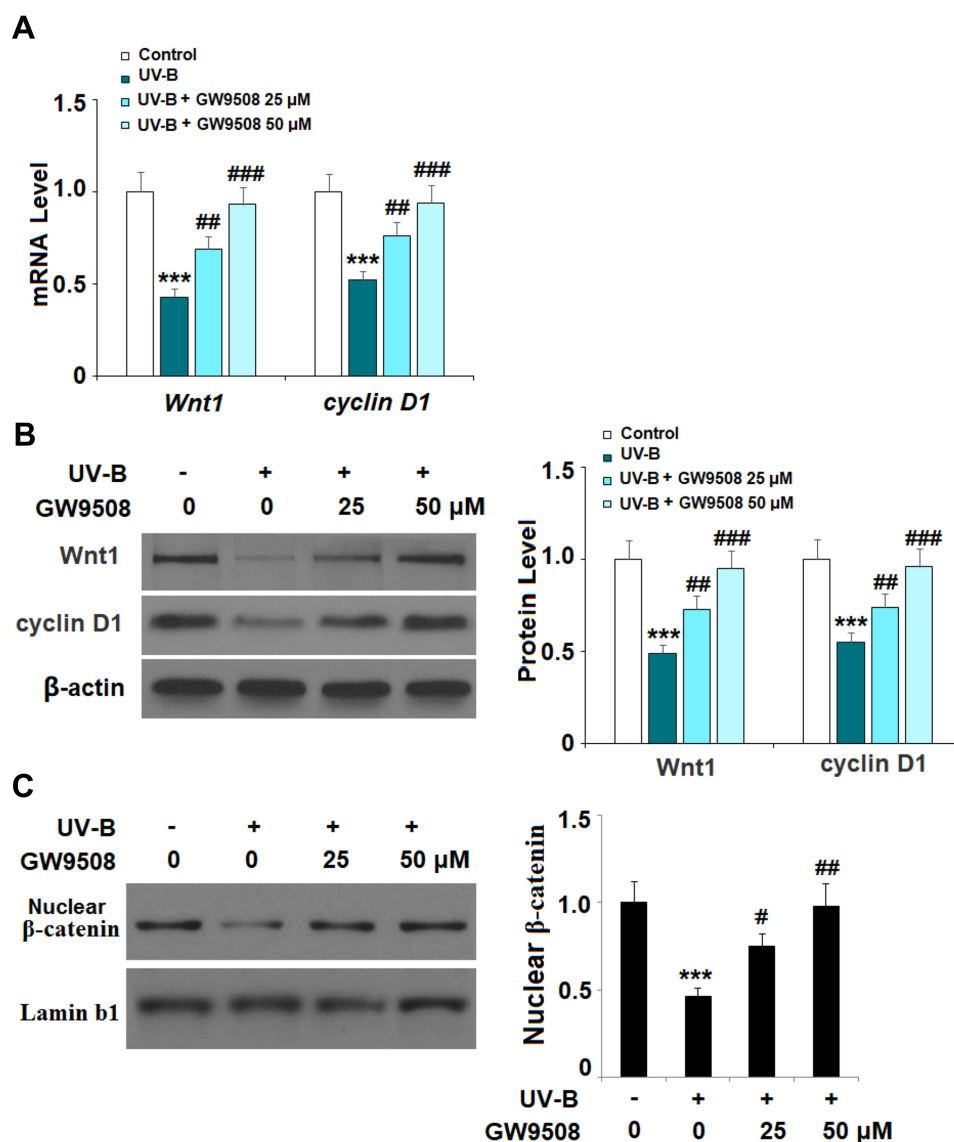 A
Control
UV-B
UV-B + GW9508 25 μM
UV-B + GW9508 50 μM
mRNA Level
1.5
1.0
0.5
0
*** ## ###
*** ## ###
Wnt1 cyclin D1
B
UV-B - + + +
GW9508 0 0 25 50 μM
Wnt1
cyclin D1
β-actin
Control
UV-B
UV-B + GW9508 25 μM
UV-B + GW9508 50 μM
Protein Level
1.5
1.0
0.5
0
*** ## ###
*** ## ###
Wnt1 cyclin D1
C
UV-B - + + +
GW9508 0 0 25 50 μM
Nuclear
β-catenin
Lamin b1
Nuclear β-catenin
1.5
1.0
0.5
0
*** # ##
UV-B - + + +
GW9508 0 0 25 50 μM